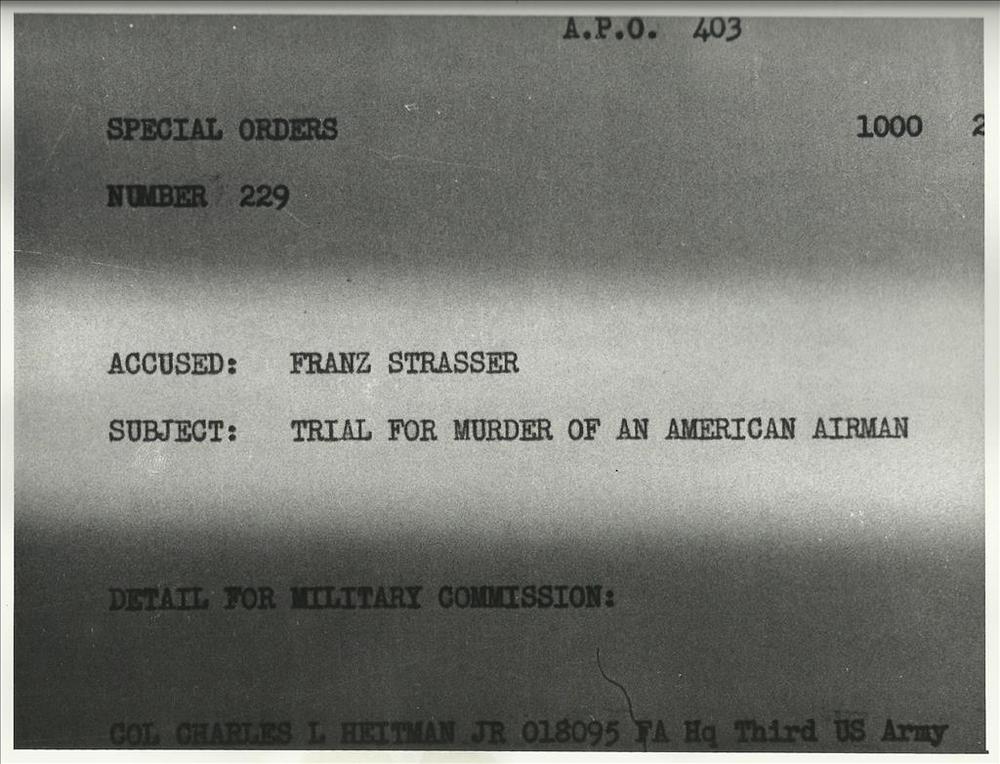 A.P.O. 403
SPECIAL ORDERS 1000 2
NUMBER 229
ACCUSED: FRANZ STRASSER
SUBJECT: TRIAL FOR MURDER OF AN AMERICAN AIRMAN
DETAIL FOR MILITARY COMMISSION:
COL CHARLES L HEITMAN JR 018095 FA Hq Third US Army